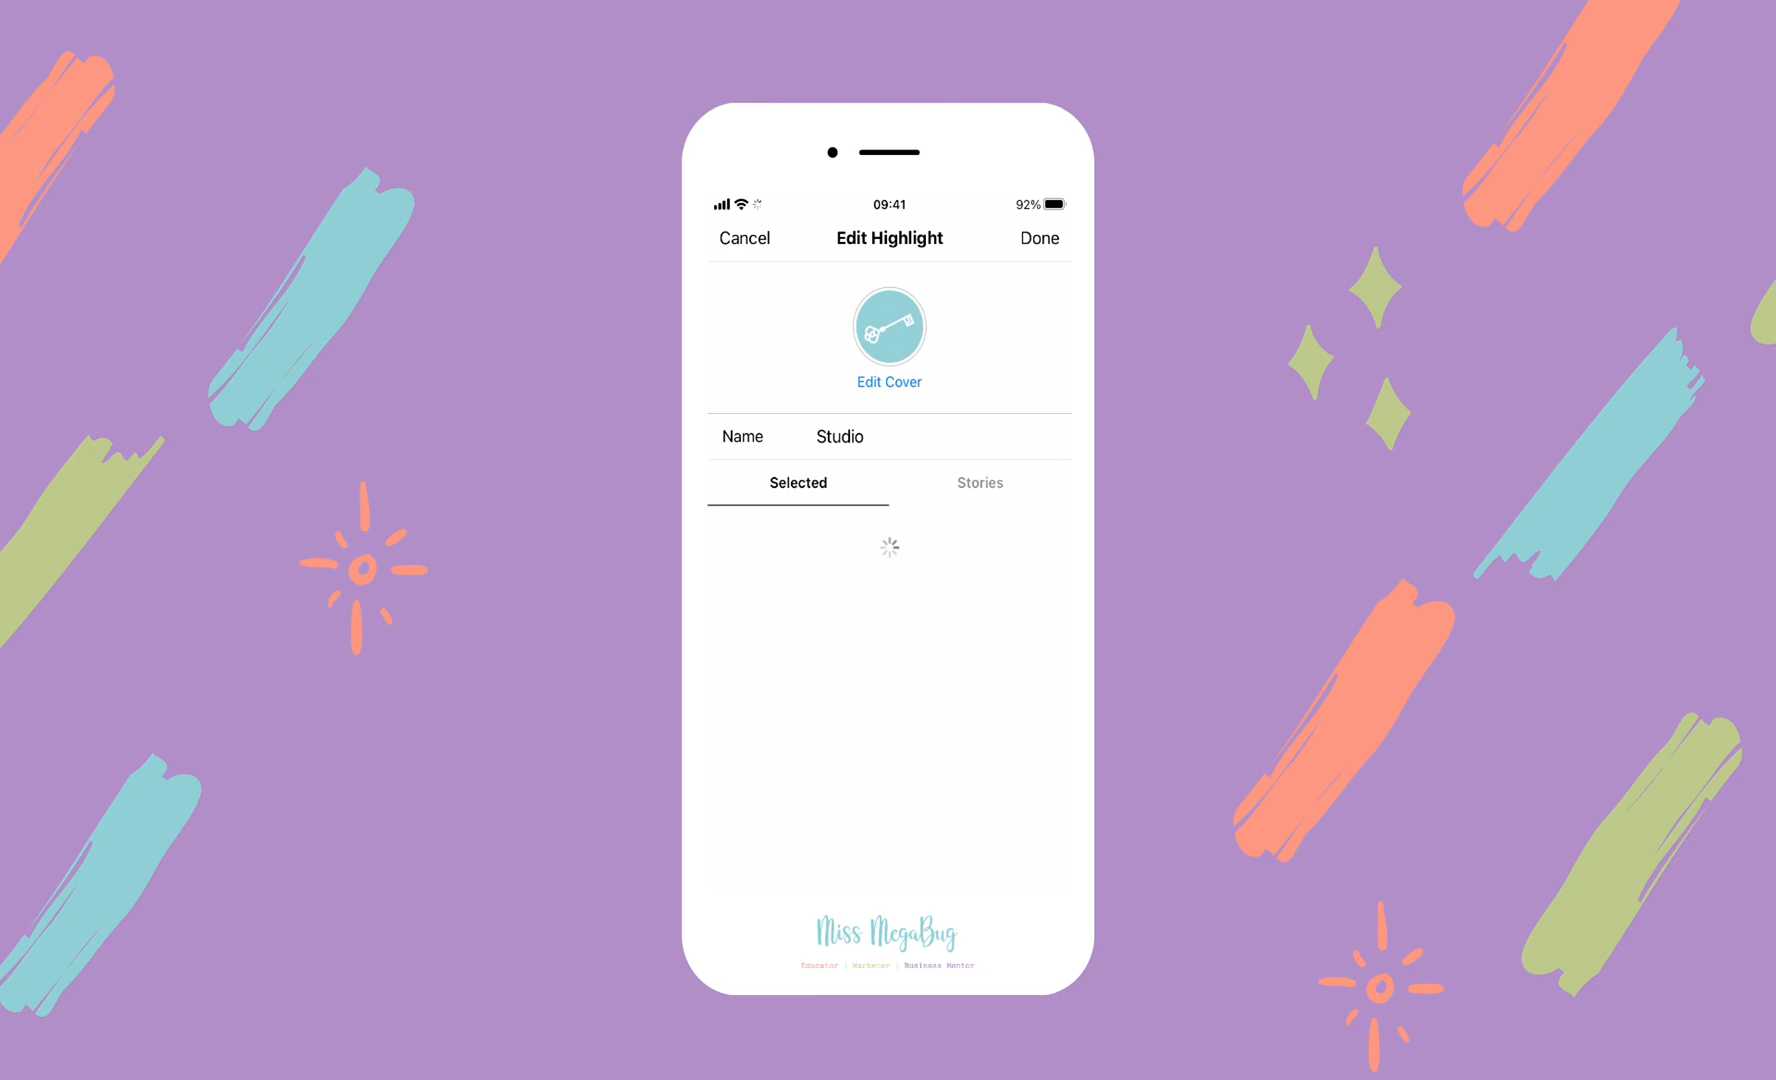 09:41
92%
Cancel Edit Highlight Done
Edit Cover
Name Studio
Selected Stories
Miss MegaBug
Educator | Marketer | Business Mentor